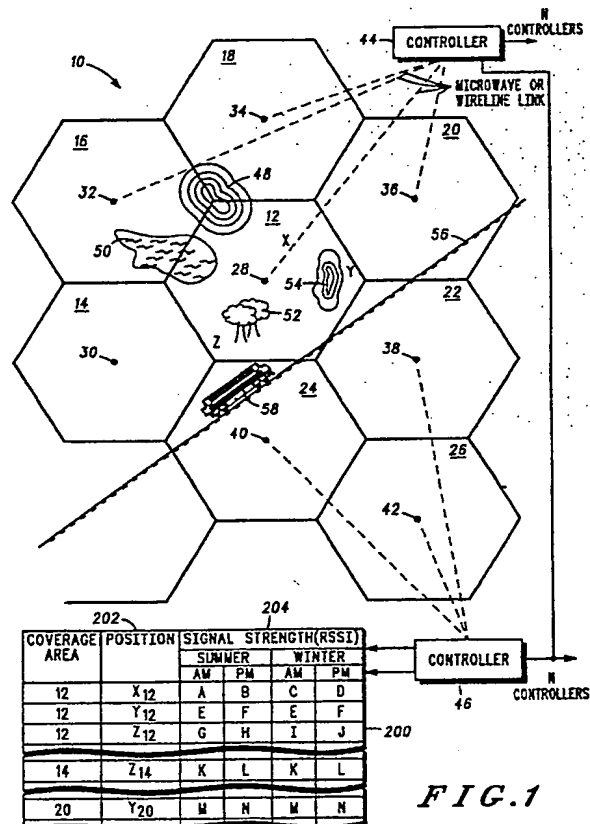 N
CONTROLLERS
44
CONTROLLER
10
18
MICROWAVE OR
WIRELINE LINK
34
16
20
48
32
36
12
56
50
X
54
Y
28
14
22
52
Z
30
38
24
58
40
26
42
202
204
COVERAGE AREA POSITION SIGNAL STRENGTH(RSSI)
SUMMER WINTER
AM PM AM PM
12 X12 A B C D
12 Y12 E F E F
12 Z12 G H I J
14 Z14 K L K L
20 Y20 M N M N
200
CONTROLLER
46
N
CONTROLLERS
FIG.1